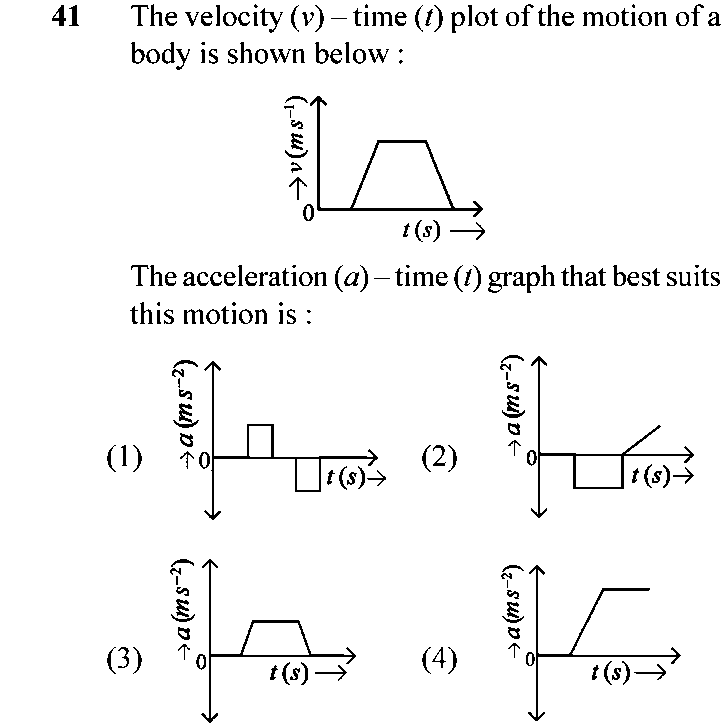 41 The velocity (v) – time (t) plot of the motion of a
body is shown below :
→ v (m s⁻¹)
0
t (s) →
The acceleration (a) – time (t) graph that best suits
this motion is :
(1) → a (m s⁻²) 0 t (s) →
(2) → a (m s⁻²) 0 t (s) →
(3) → a (m s⁻²) 0 t (s) →
(4) → a (m s⁻²) 0 t (s) →